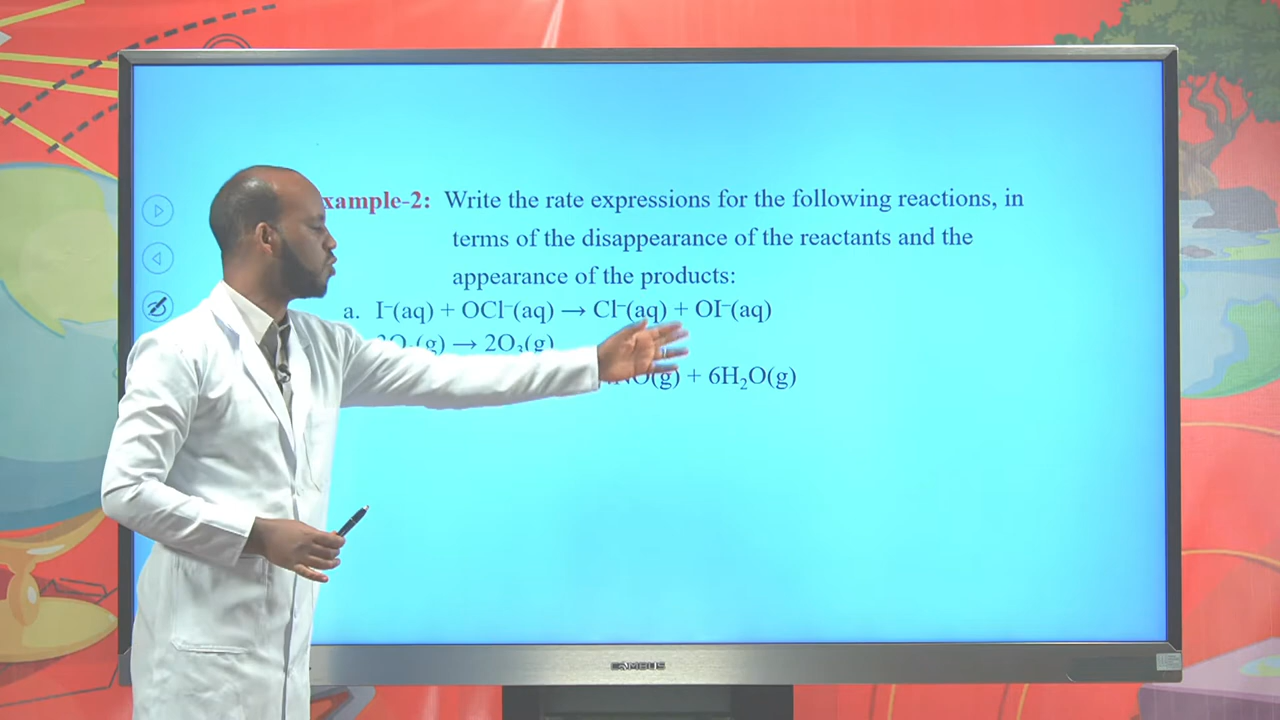 xample-2: Write the rate expressions for the following reactions, in
terms of the disappearance of the reactants and the
appearance of the products:
a. I⁻(aq) + OCl⁻(aq) → Cl⁻(aq) + OI⁻(aq)
(g) → 2O₃(g)
NO(g) + 6H₂O(g)